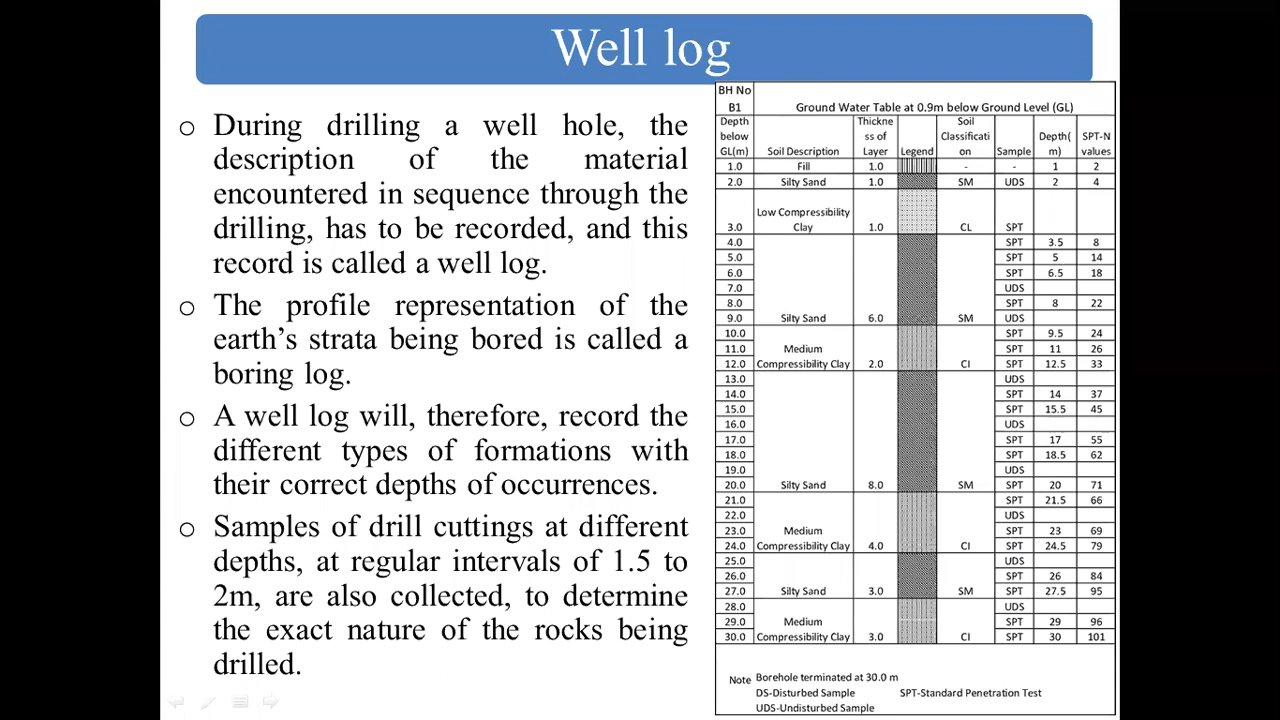 Well log
o During drilling a well hole, the
description of the material
encountered in sequence through the
drilling, has to be recorded, and this
record is called a well log.
o The profile representation of the
earth's strata being bored is called a
boring log.
o A well log will, therefore, record the
different types of formations with
their correct depths of occurrences.
o Samples of drill cuttings at different
depths, at regular intervals of 1.5 to
2m, are also collected, to determine
the exact nature of the rocks being
drilled.
BH No
B1 Ground Water Table at 0.9m below Ground Level (GL)
Depth Thickne Soil
below ss of Classificati Depth( SPT-N
GL(m) Soil Description Layer Legend on Sample m) values
1.0 Fill 1.0 - - 1 2
2.0 Silty Sand 1.0 SM UDS 2 4
Low Compressibility
3.0 Clay 1.0 CL SPT
4.0 SPT 3.5 8
5.0 SPT 5 14
6.0 SPT 6.5 18
7.0 UDS
8.0 SPT 8 22
9.0 Silty Sand 6.0 SM UDS
10.0 SPT 9.5 24
11.0 Medium SPT 11 26
12.0 Compressibility Clay 2.0 CI SPT 12.5 33
13.0 UDS
14.0 SPT 14 37
15.0 SPT 15.5 45
16.0 UDS
17.0 SPT 17 55
18.0 SPT 18.5 62
19.0 UDS
20.0 Silty Sand 8.0 SM SPT 20 71
21.0 SPT 21.5 66
22.0 UDS
23.0 Medium SPT 23 69
24.0 Compressibility Clay 4.0 CI SPT 24.5 79
25.0 UDS
26.0 SPT 26 84
27.0 Silty Sand 3.0 SM SPT 27.5 95
28.0 UDS
29.0 Medium SPT 29 96
30.0 Compressibility Clay 3.0 CI SPT 30 101
Note Borehole terminated at 30.0 m
DS-Disturbed Sample SPT-Standard Penetration Test
UDS-Undisturbed Sample